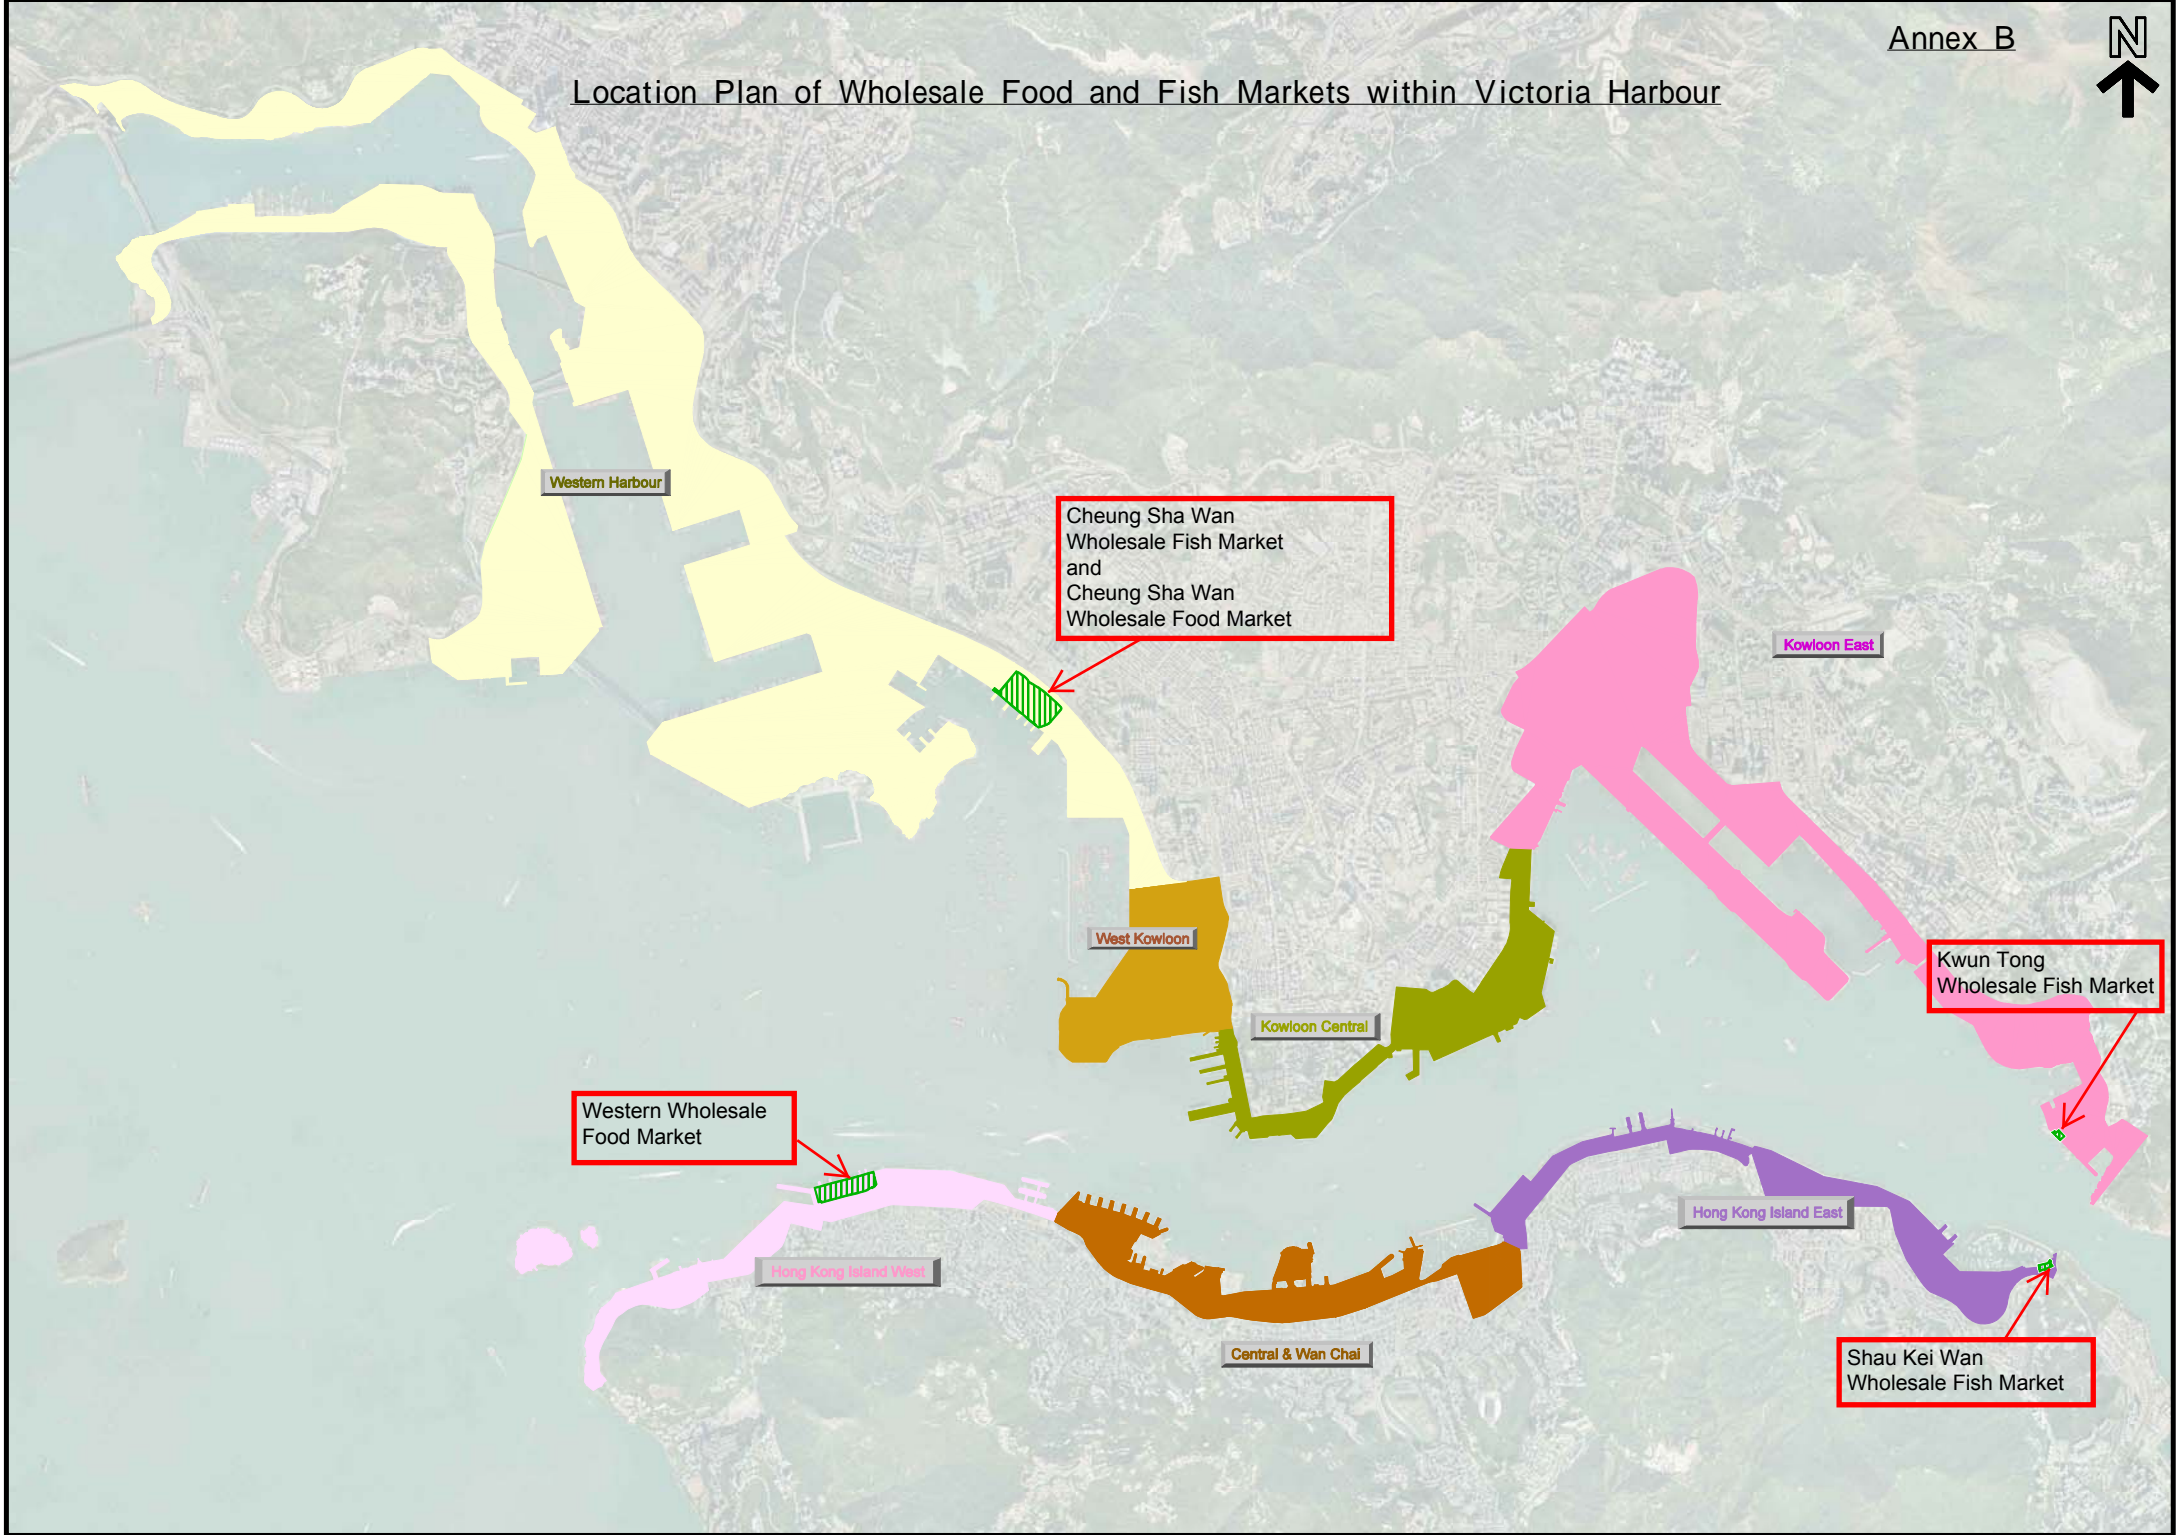 Annex B
N
Location Plan of Wholesale Food and Fish Markets within Victoria Harbour
Western Harbour
Cheung Sha Wan
Wholesale Fish Market
and
Cheung Sha Wan
Wholesale Food Market
Kowloon East
West Kowloon
Kwun Tong
Wholesale Fish Market
Kowloon Central
Western Wholesale
Food Market
Hong Kong Island East
Hong Kong Island West
Central & Wan Chai
Shau Kei Wan
Wholesale Fish Market